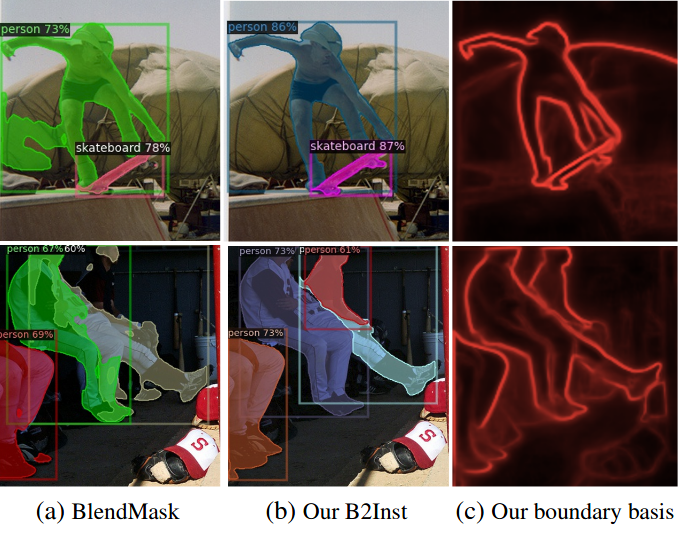 person 73%
person 86%
skateboard 78%
skateboard 87%
person 67%
60%
person 73%
person 61%
person 69%
person 73%
S
S
(a) BlendMask
(b) Our B2Inst
(c) Our boundary basis